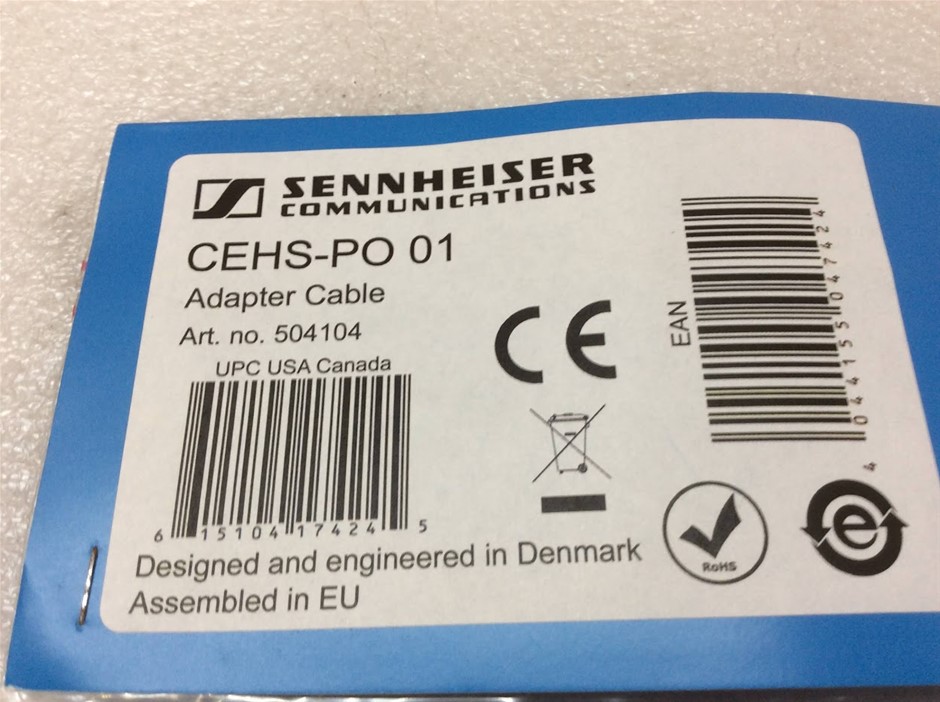 SENNHEISER
COMMUNICATIONS
CEHS-PO 01
Adapter Cable
Art. no. 504104
UPC USA Canada
6 15104 17424 5
Designed and engineered in Denmark
Assembled in EU
CE
EAN
4 044155 047424
RoHS
e